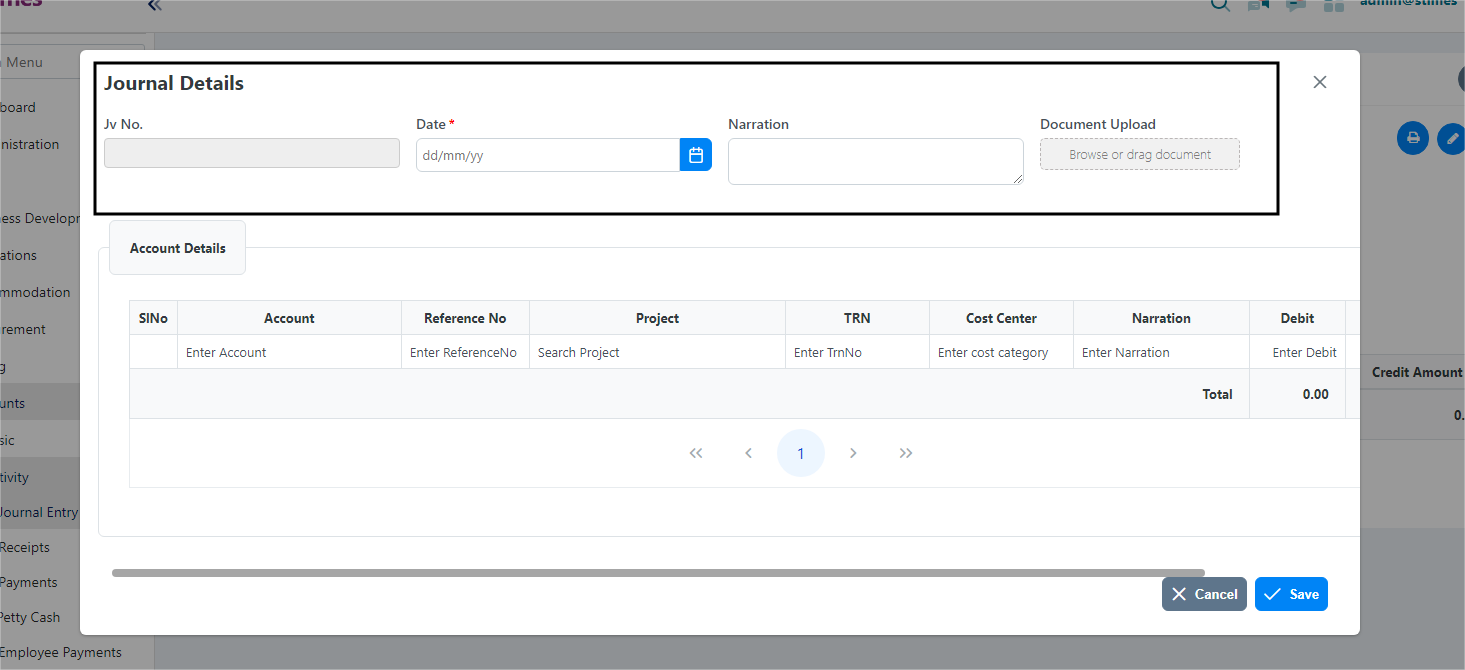 admin@stimes
Menu
board
nistration
ness Develop
ations
mmodation
rement
g
unts
sic
tivity
Journal Entry
Receipts
Payments
Petty Cash
Employee Payments
Journal Details
Jv No.
Date *
Narration
Document Upload
dd/mm/yy
Browse or drag document
Account Details
SlNo Account Reference No Project TRN Cost Center Narration Debit
Enter Account Enter ReferenceNo Search Project Enter TrnNo Enter cost category Enter Narration Enter Debit
Total 0.00
1
Cancel Save
Credit Amount
0.